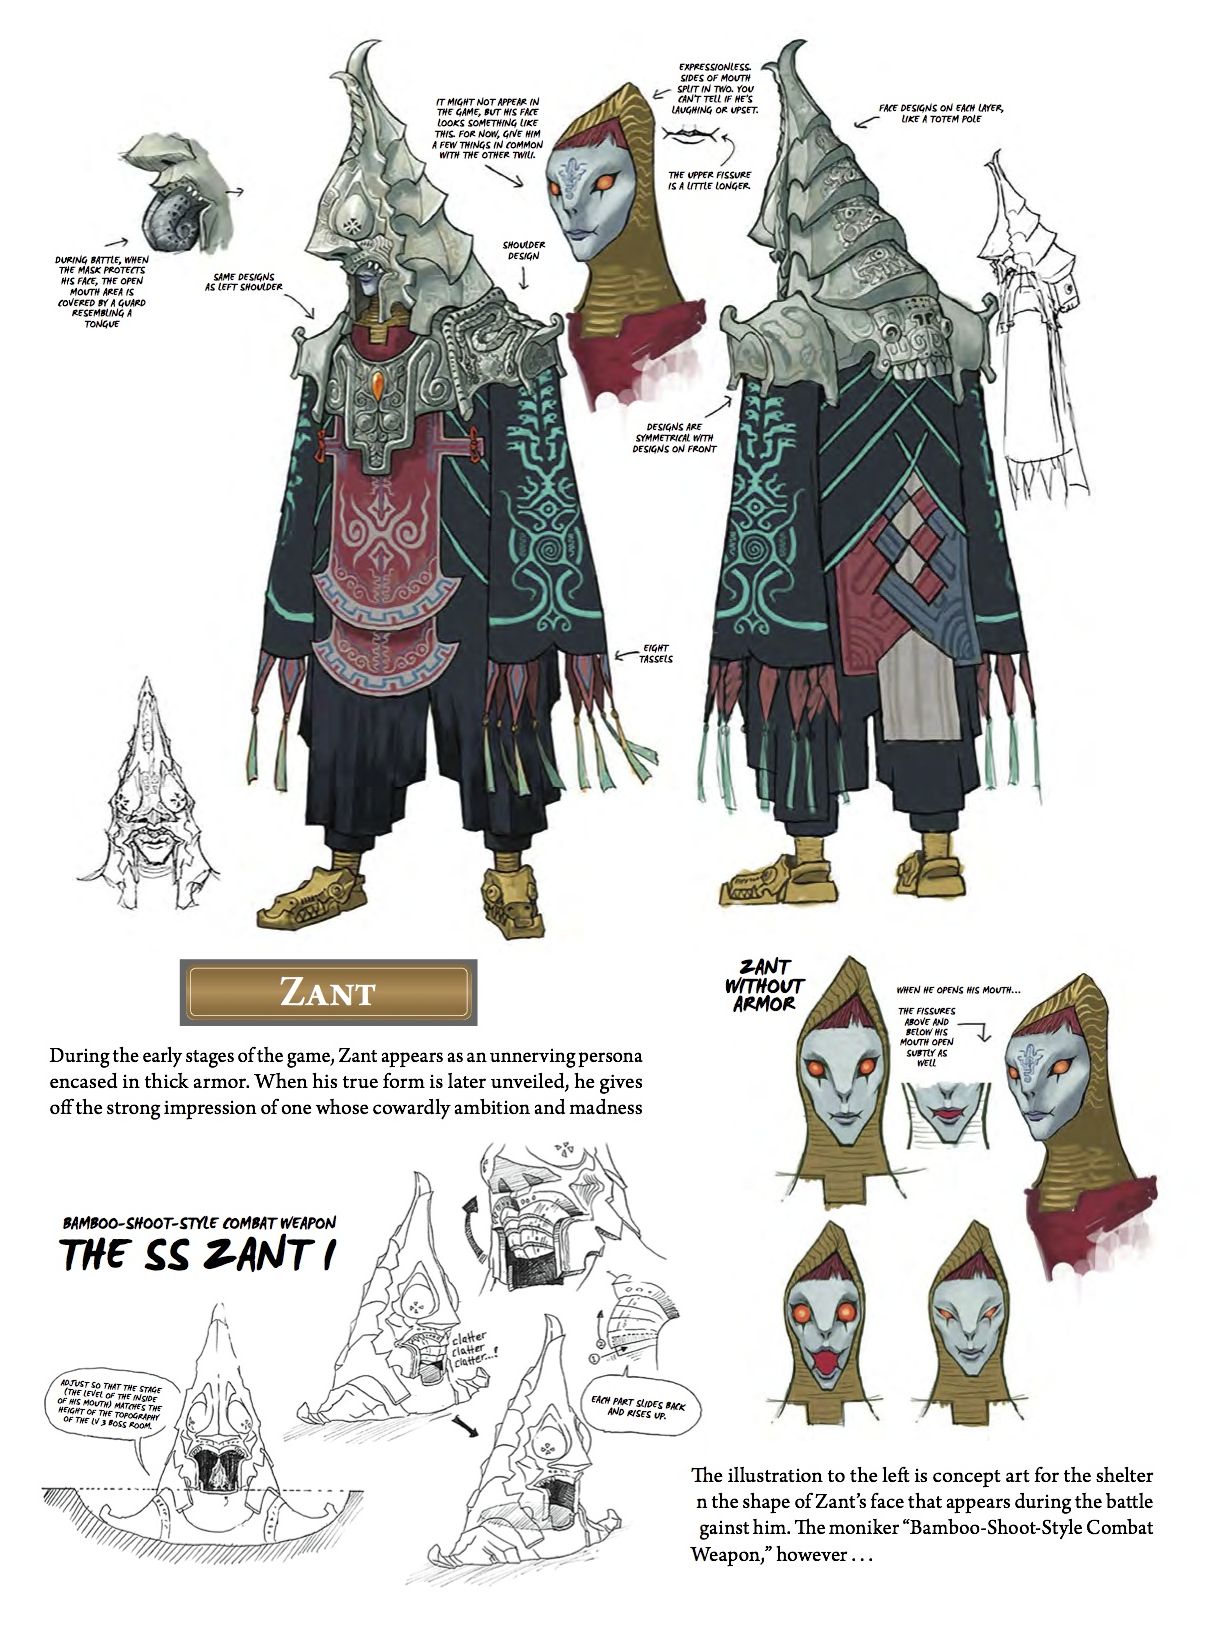 EXPRESSIONLESS.
SIDES OF MOUTH
SPLIT IN TWO. YOU
CAN'T TELL IF HE'S
LAUGHING OR UPSET.
IT MIGHT NOT APPEAR IN
THE GAME, BUT HIS FACE
LOOKS SOMETHING LIKE
THIS. FOR NOW, GIVE HIM
A FEW THINGS IN COMMON
WITH THE OTHER TWILI.
FACE DESIGNS ON EACH LAYER,
LIKE A TOTEM POLE
THE UPPER FISSURE
IS A LITTLE LONGER.
DURING BATTLE, WHEN
THE MASK PROTECTS
HIS FACE, THE OPEN
MOUTH AREA IS
COVERED BY A GUARD
RESEMBLING A
TONGUE
SAME DESIGNS
AS LEFT SHOULDER
SHOULDER
DESIGN
DESIGNS ARE
SYMMETRICAL WITH
DESIGNS ON FRONT
EIGHT
TASSELS
ZANT
During the early stages of the game, Zant appears as an unnerving persona
encased in thick armor. When his true form is later unveiled, he gives
off the strong impression of one whose cowardly ambition and madness
ZANT
WITHOUT
ARMOR
WHEN HE OPENS HIS MOUTH...
THE FISSURES
ABOVE AND
BELOW HIS
MOUTH OPEN
SUBTLY AS
WELL
BAMBOO-SHOOT-STYLE COMBAT WEAPON
THE SS ZANT 1
clatter
clatter
clatter...!
ADJUST SO THAT THE STAGE
(THE LEVEL OF THE INSIDE
OF HIS MOUTH) MATCHES THE
HEIGHT OF THE TOPOGRAPHY
OF THE LV 3 BOSS ROOM.
②
①
EACH PART SLIDES BACK
AND RISES UP.
The illustration to the left is concept art for the shelter
n the shape of Zant's face that appears during the battle
gainst him. The moniker “Bamboo-Shoot-Style Combat
Weapon,” however . . .